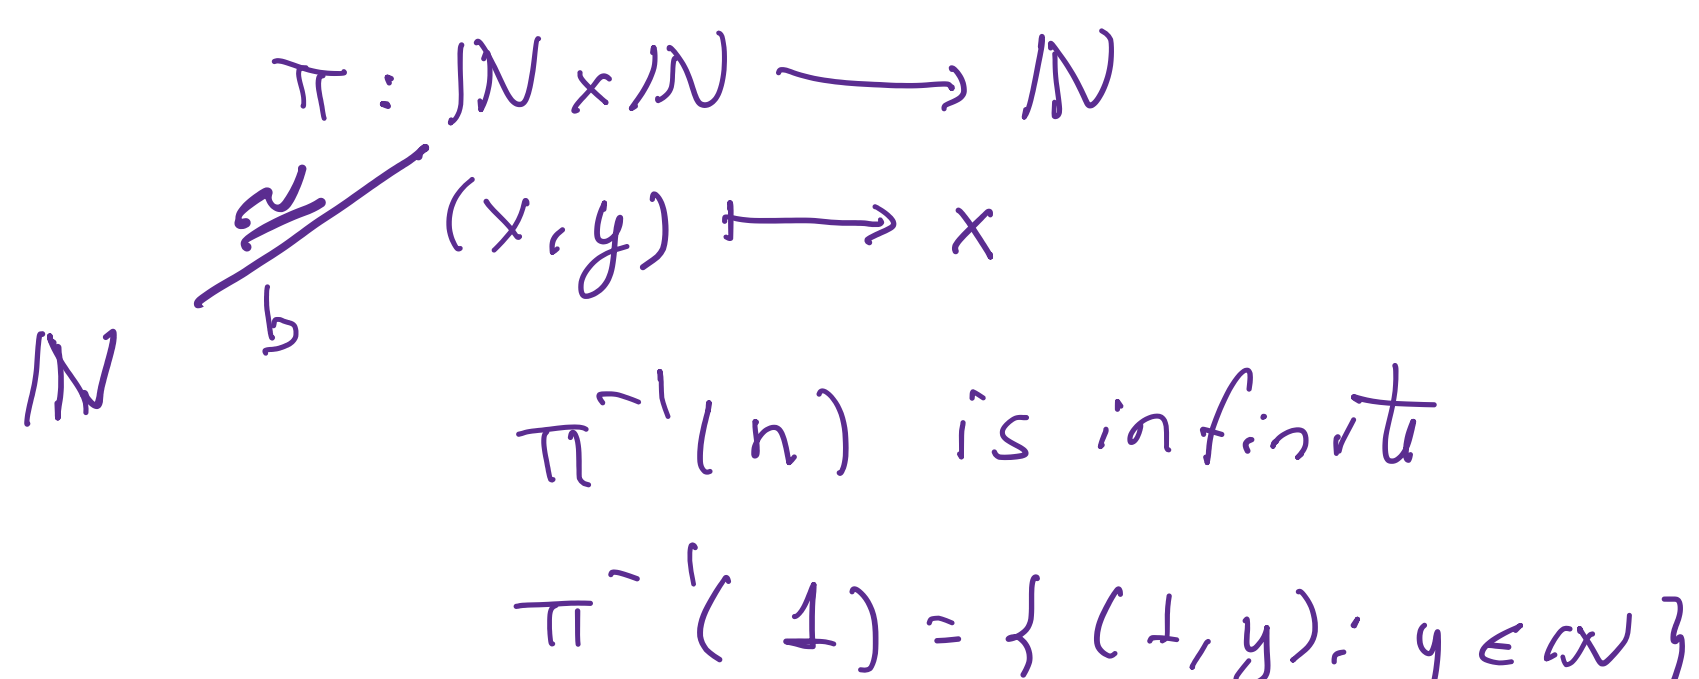 π: ℕ × ℕ ⟶ ℕ
≅ (x, y) ⟼ x
b
ℕ
π⁻¹(n) is infinite
π⁻¹(1) = {(1, y): y ∈ ℕ}